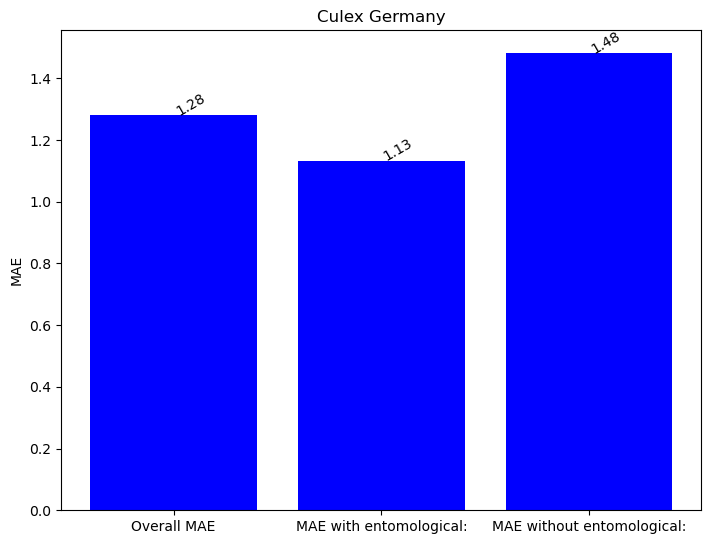 Culex Germany
1.48
1.28
1.13
MAE
1.4
1.2
1.0
0.8
0.6
0.4
0.2
0.0
Overall MAE
MAE with entomological:
MAE without entomological: